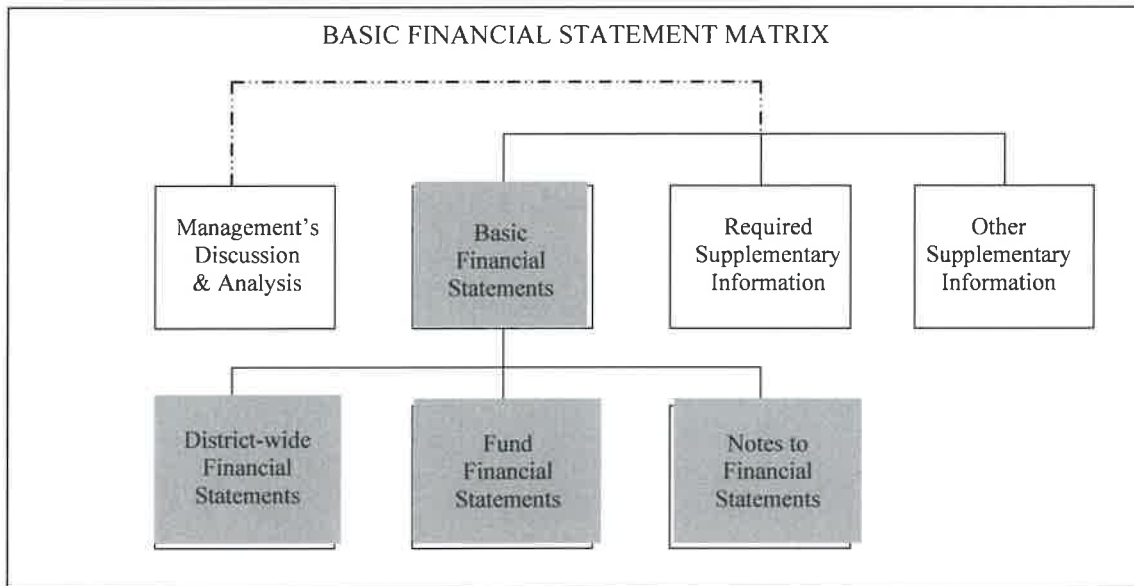 BASIC FINANCIAL STATEMENT MATRIX
Management’s
Discussion
& Analysis
Basic
Financial
Statements
Required
Supplementary
Information
Other
Supplementary
Information
District-wide
Financial
Statements
Fund
Financial
Statements
Notes to
Financial
Statements